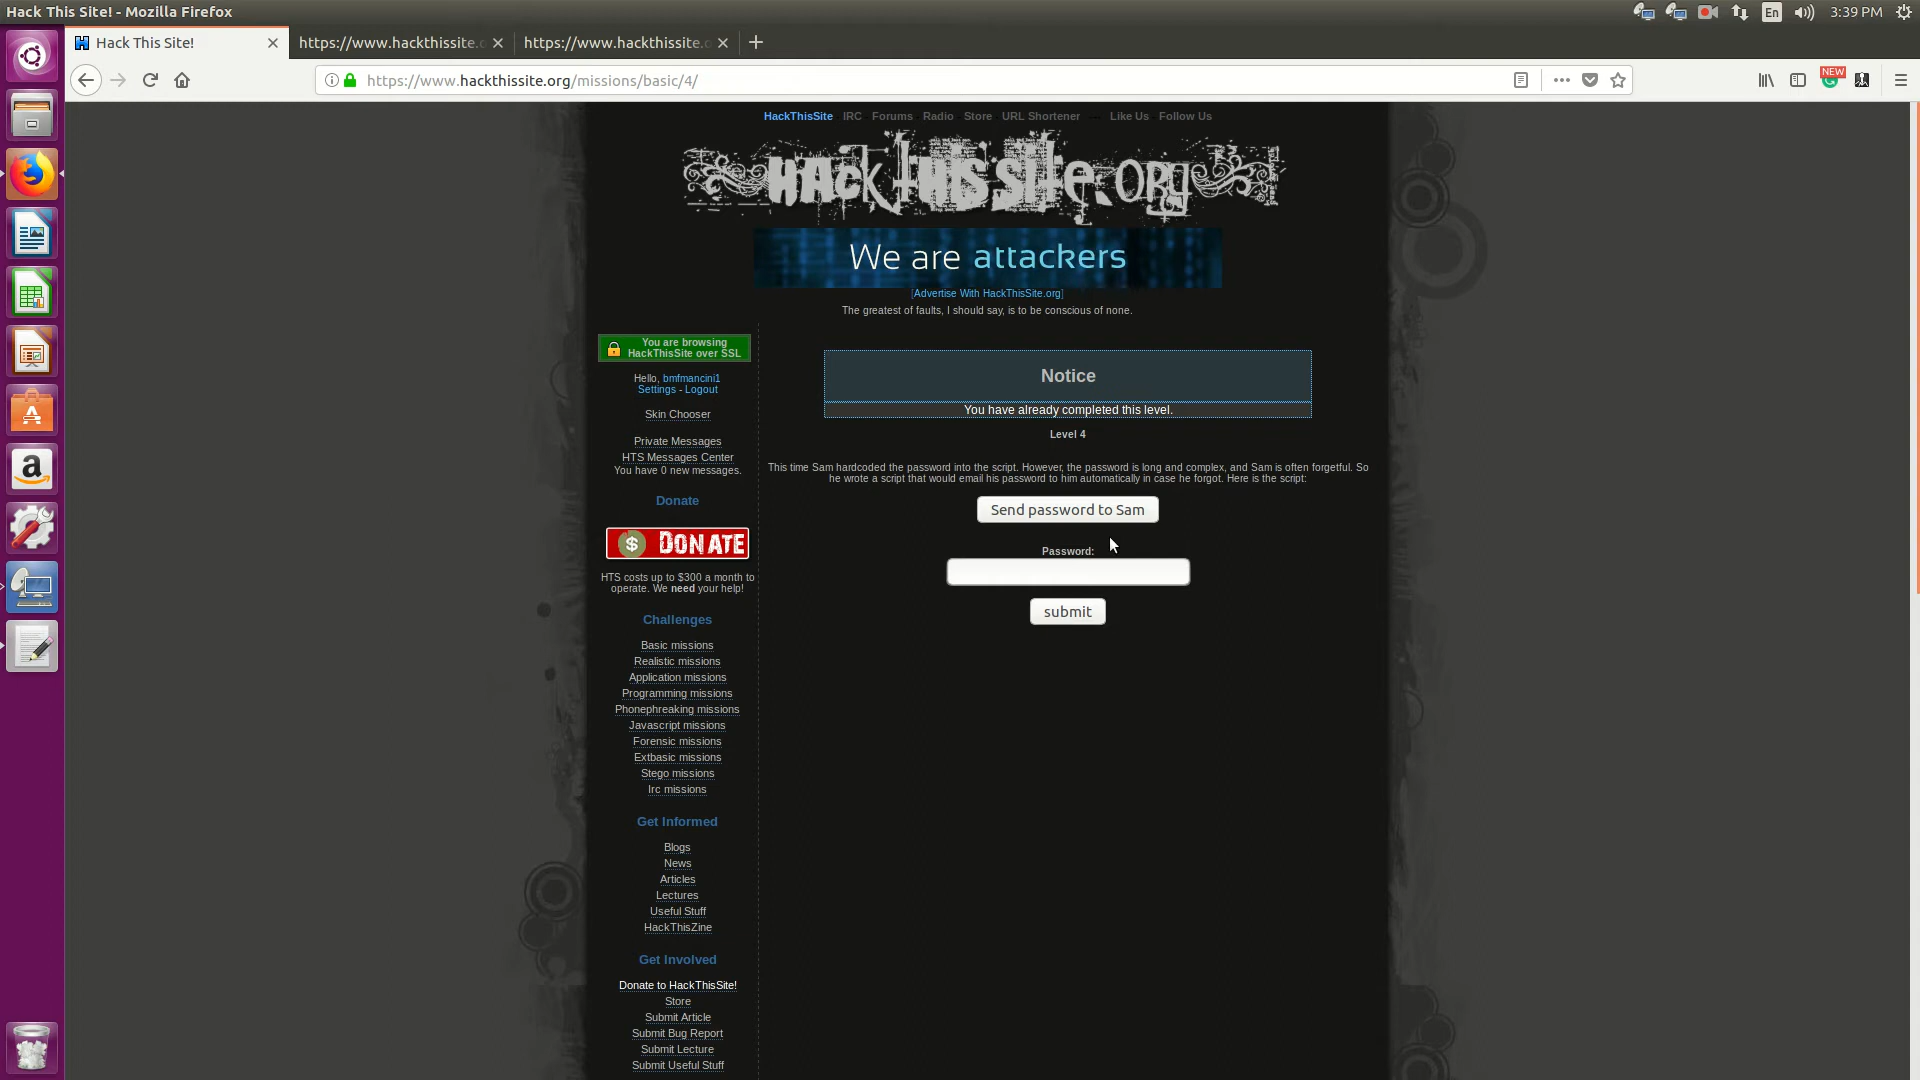 Hack This Site! - Mozilla Firefox
En
3:39 PM
Hack This Site!
https://www.hackthissite.o
https://www.hackthissite.o
https://www.hackthissite.org/missions/basic/4/
NEW
HackThisSite IRC Forums Radio Store URL Shortener Like Us Follow Us
HackThisSite.org
We are attackers
[Advertise With HackThisSite.org]
The greatest of faults, I should say, is to be conscious of none.
You are browsing
HackThisSite over SSL
Hello, bmfmancini1
Settings - Logout
Skin Chooser
Private Messages
HTS Messages Center
You have 0 new messages.
Donate
$ DONATE
HTS costs up to $300 a month to
operate. We need your help!
Challenges
Basic missions
Realistic missions
Application missions
Programming missions
Phonephreaking missions
Javascript missions
Forensic missions
Extbasic missions
Stego missions
Irc missions
Get Informed
Blogs
News
Articles
Lectures
Useful Stuff
HackThisZine
Get Involved
Donate to HackThisSite!
Store
Submit Article
Submit Bug Report
Submit Lecture
Submit Useful Stuff
Notice
You have already completed this level.
Level 4
This time Sam hardcoded the password into the script. However, the password is long and complex, and Sam is often forgetful. So
he wrote a script that would email his password to him automatically in case he forgot. Here is the script:
Send password to Sam
Password:
submit